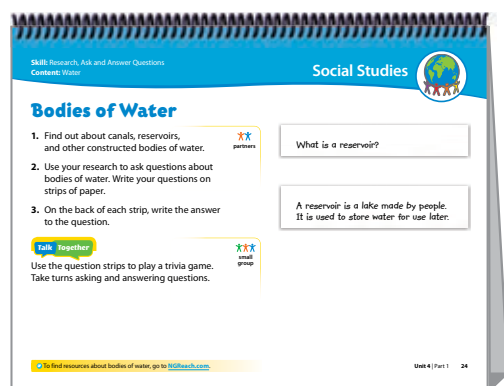 Skill: Research, Ask and Answer Questions
Content: Water
Social Studies
Bodies of Water
1. Find out about canals, reservoirs,
and other constructed bodies of water.
partners
2. Use your research to ask questions about
bodies of water. Write your questions on
strips of paper.
3. On the back of each strip, write the answer
to the question.
Talk Together
Use the question strips to play a trivia game.
Take turns asking and answering questions.
small
group
What is a reservoir?
A reservoir is a lake made by people.
It is used to store water for use later.
To find resources about bodies of water, go to NGReach.com.
Unit 4 | Part 1 24